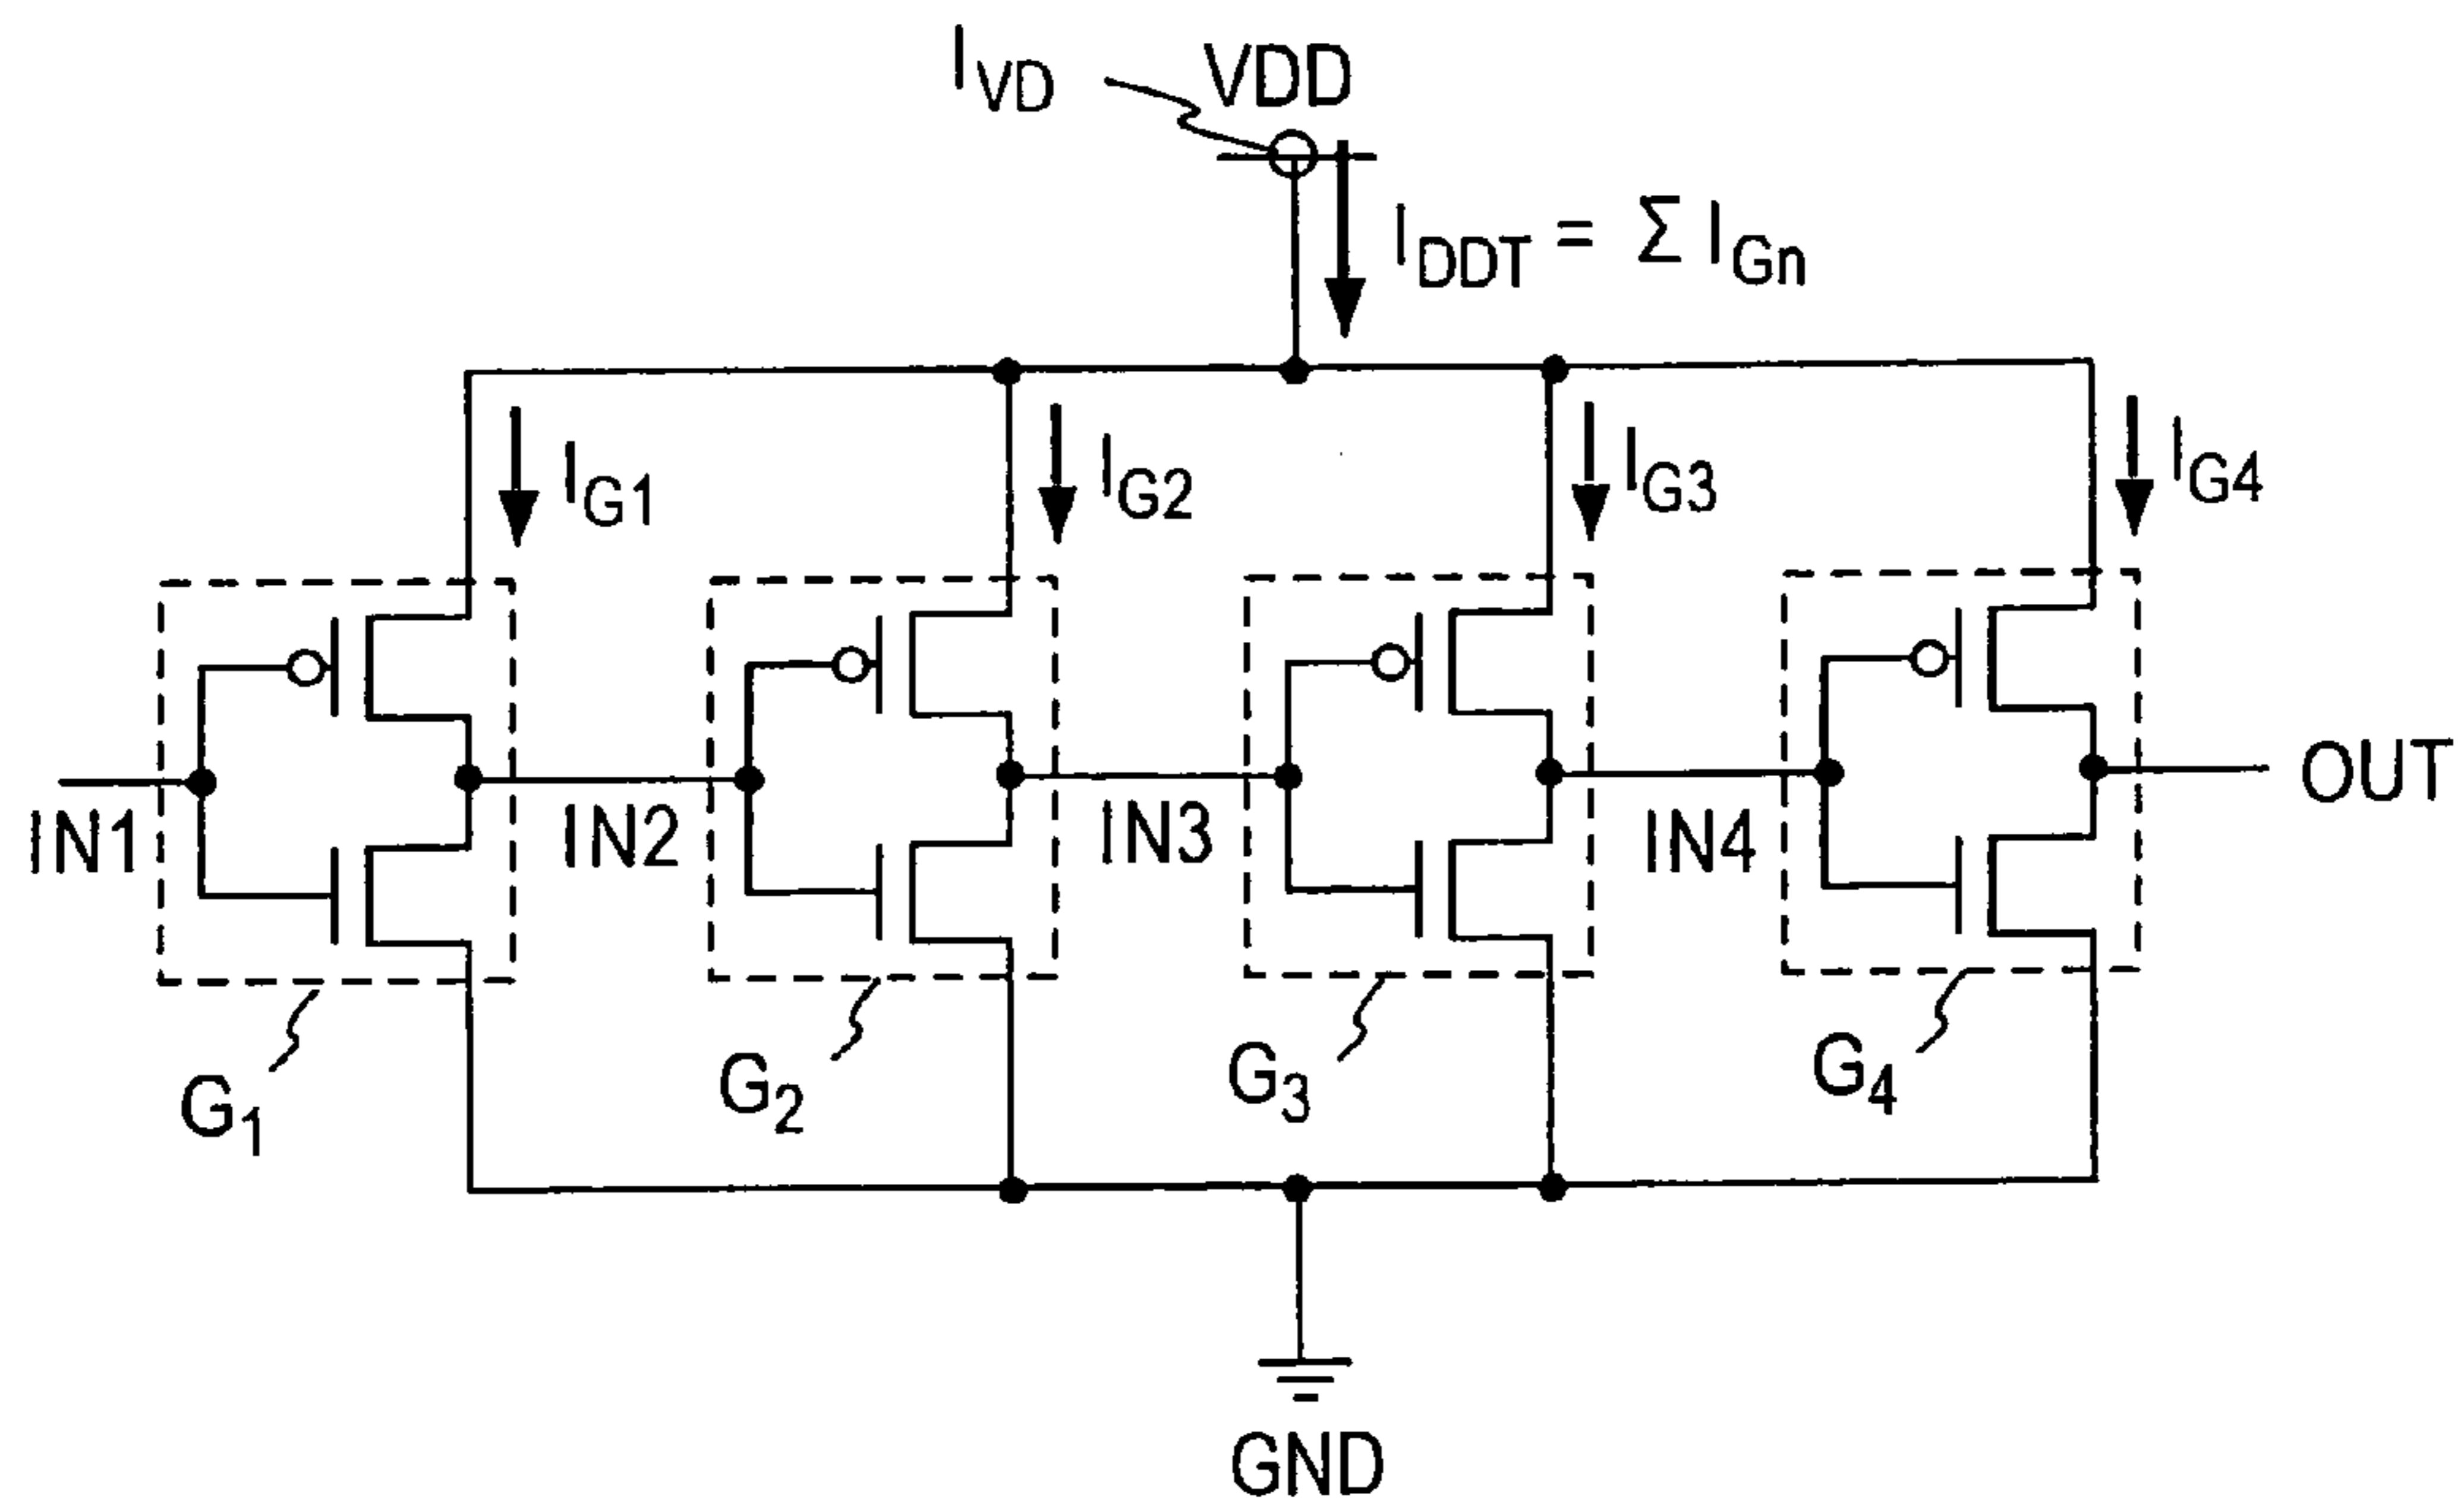 I_VD VDD
I_DDT = Σ I_Gn
I_G1 I_G2 I_G3 I_G4
IN1 IN2 IN3 IN4 OUT
G_1 G_2 G_3 G_4
GND